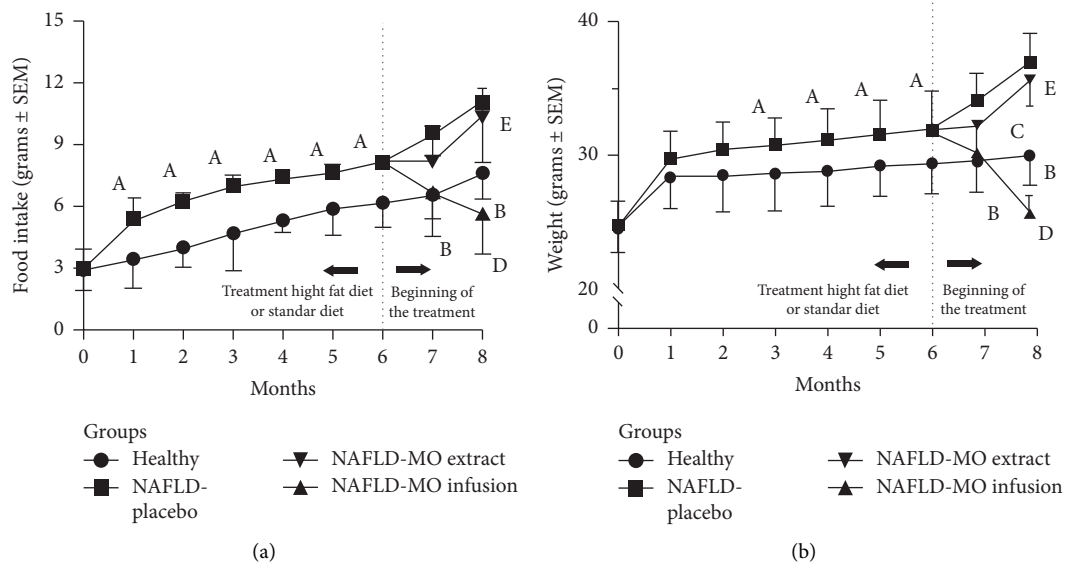 15
12
9
6
3
0
Food intake (grams ± SEM)
A
A
A
A
A
A
E
B
B
D
Treatment hight fat diet
or standar diet
Beginning of
the treatment
0 1 2 3 4 5 6 7 8
Months
Groups
Healthy
NAFLD-
placebo
NAFLD-MO extract
NAFLD-MO infusion
(a)
40
30
20
0
Weight (grams ± SEM)
A
A
A
A
E
C
B
B
D
Treatment hight fat diet
or standar diet
Beginning of
the treatment
0 1 2 3 4 5 6 7 8
Months
Groups
Healthy
NAFLD-
placebo
NAFLD-MO extract
NAFLD-MO infusion
(b)